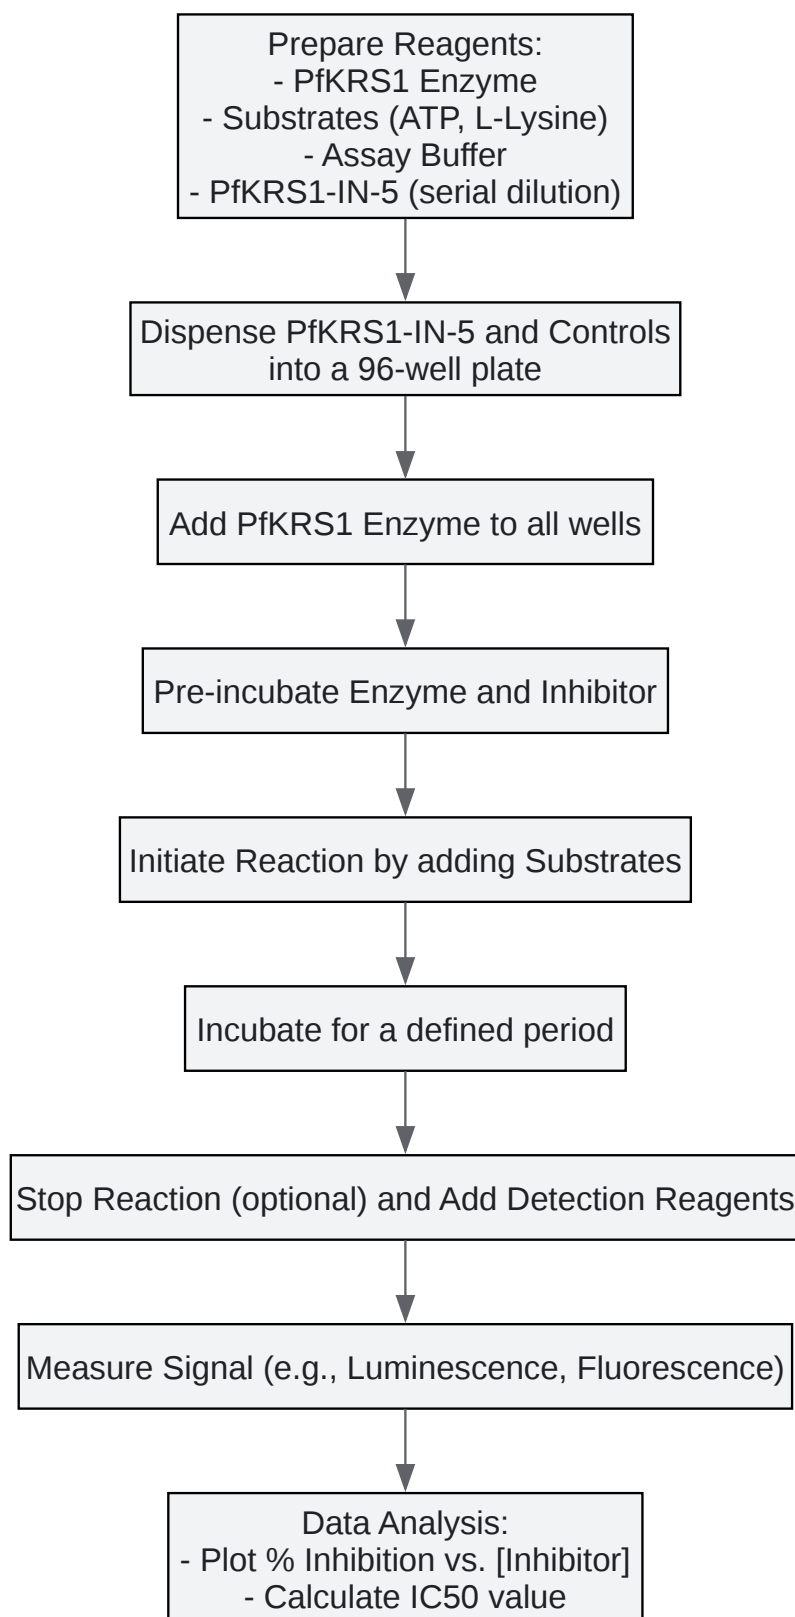 Prepare Reagents:
- PfKRS1 Enzyme
- Substrates (ATP, L-Lysine)
- Assay Buffer
- PfKRS1-IN-5 (serial dilution)
Dispense PfKRS1-IN-5 and Controls
into a 96-well plate
Add PfKRS1 Enzyme to all wells
Pre-incubate Enzyme and Inhibitor
Initiate Reaction by adding Substrates
Incubate for a defined period
Stop Reaction (optional) and Add Detection Reagents
Measure Signal (e.g., Luminescence, Fluorescence)
Data Analysis:
- Plot % Inhibition vs. [Inhibitor]
- Calculate IC50 value